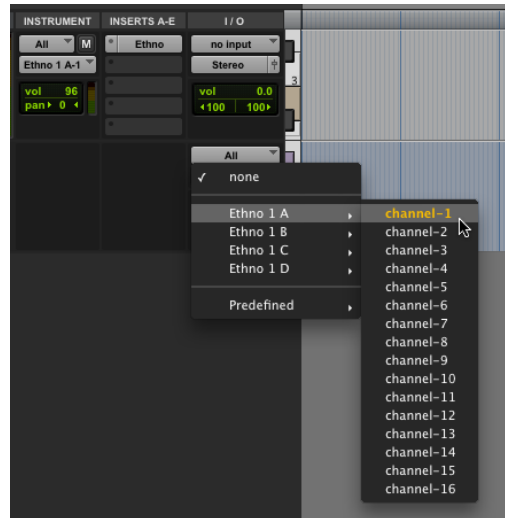 INSTRUMENT INSERTS A-E I / O
All M Ethno no input
Ethno 1 A-1 Stereo
vol 96 vol 0.0
pan 0 100 100
3
All
✓ none
Ethno 1 A channel-1
Ethno 1 B channel-2
Ethno 1 C channel-3
Ethno 1 D channel-4
channel-5
Predefined channel-6
channel-7
channel-8
channel-9
channel-10
channel-11
channel-12
channel-13
channel-14
channel-15
channel-16